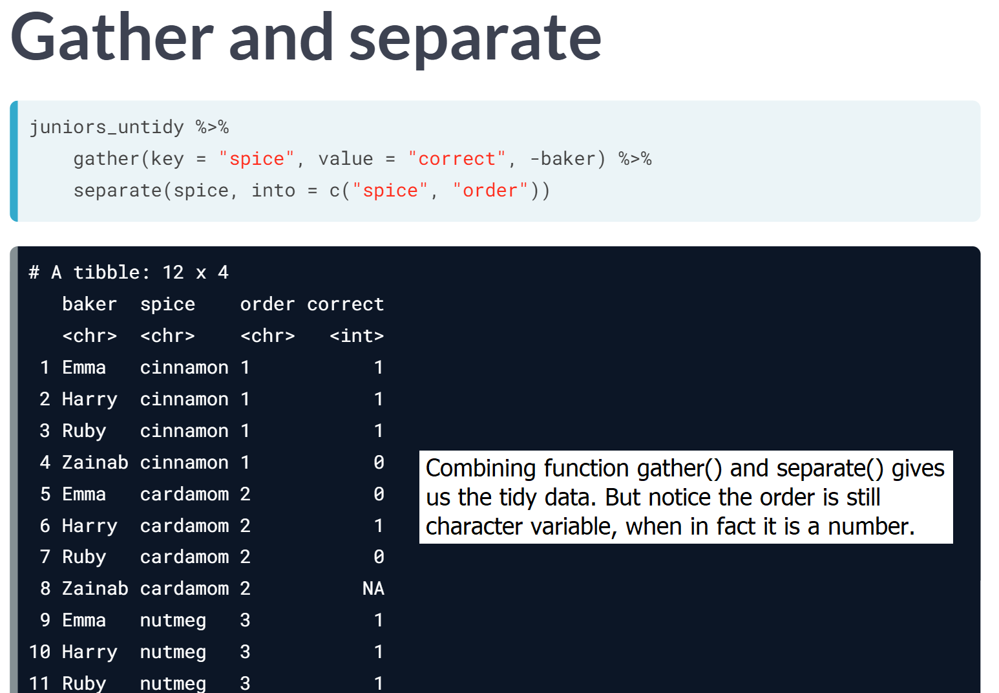 Gather and separate
juniors_untidy %>%
    gather(key = "spice", value = "correct", -baker) %>%
    separate(spice, into = c("spice", "order"))
# A tibble: 12 x 4
   baker  spice    order correct
   <chr>  <chr>    <chr>   <int>
 1 Emma   cinnamon 1           1
 2 Harry  cinnamon 1           1
 3 Ruby   cinnamon 1           1
 4 Zainab cinnamon 1           0
 5 Emma   cardamom 2           0
 6 Harry  cardamom 2           1
 7 Ruby   cardamom 2           0
 8 Zainab cardamom 2          NA
 9 Emma   nutmeg   3           1
10 Harry  nutmeg   3           1
11 Ruby   nutmeg   3           1
Combining function gather() and separate() gives
us the tidy data. But notice the order is still
character variable, when in fact it is a number.